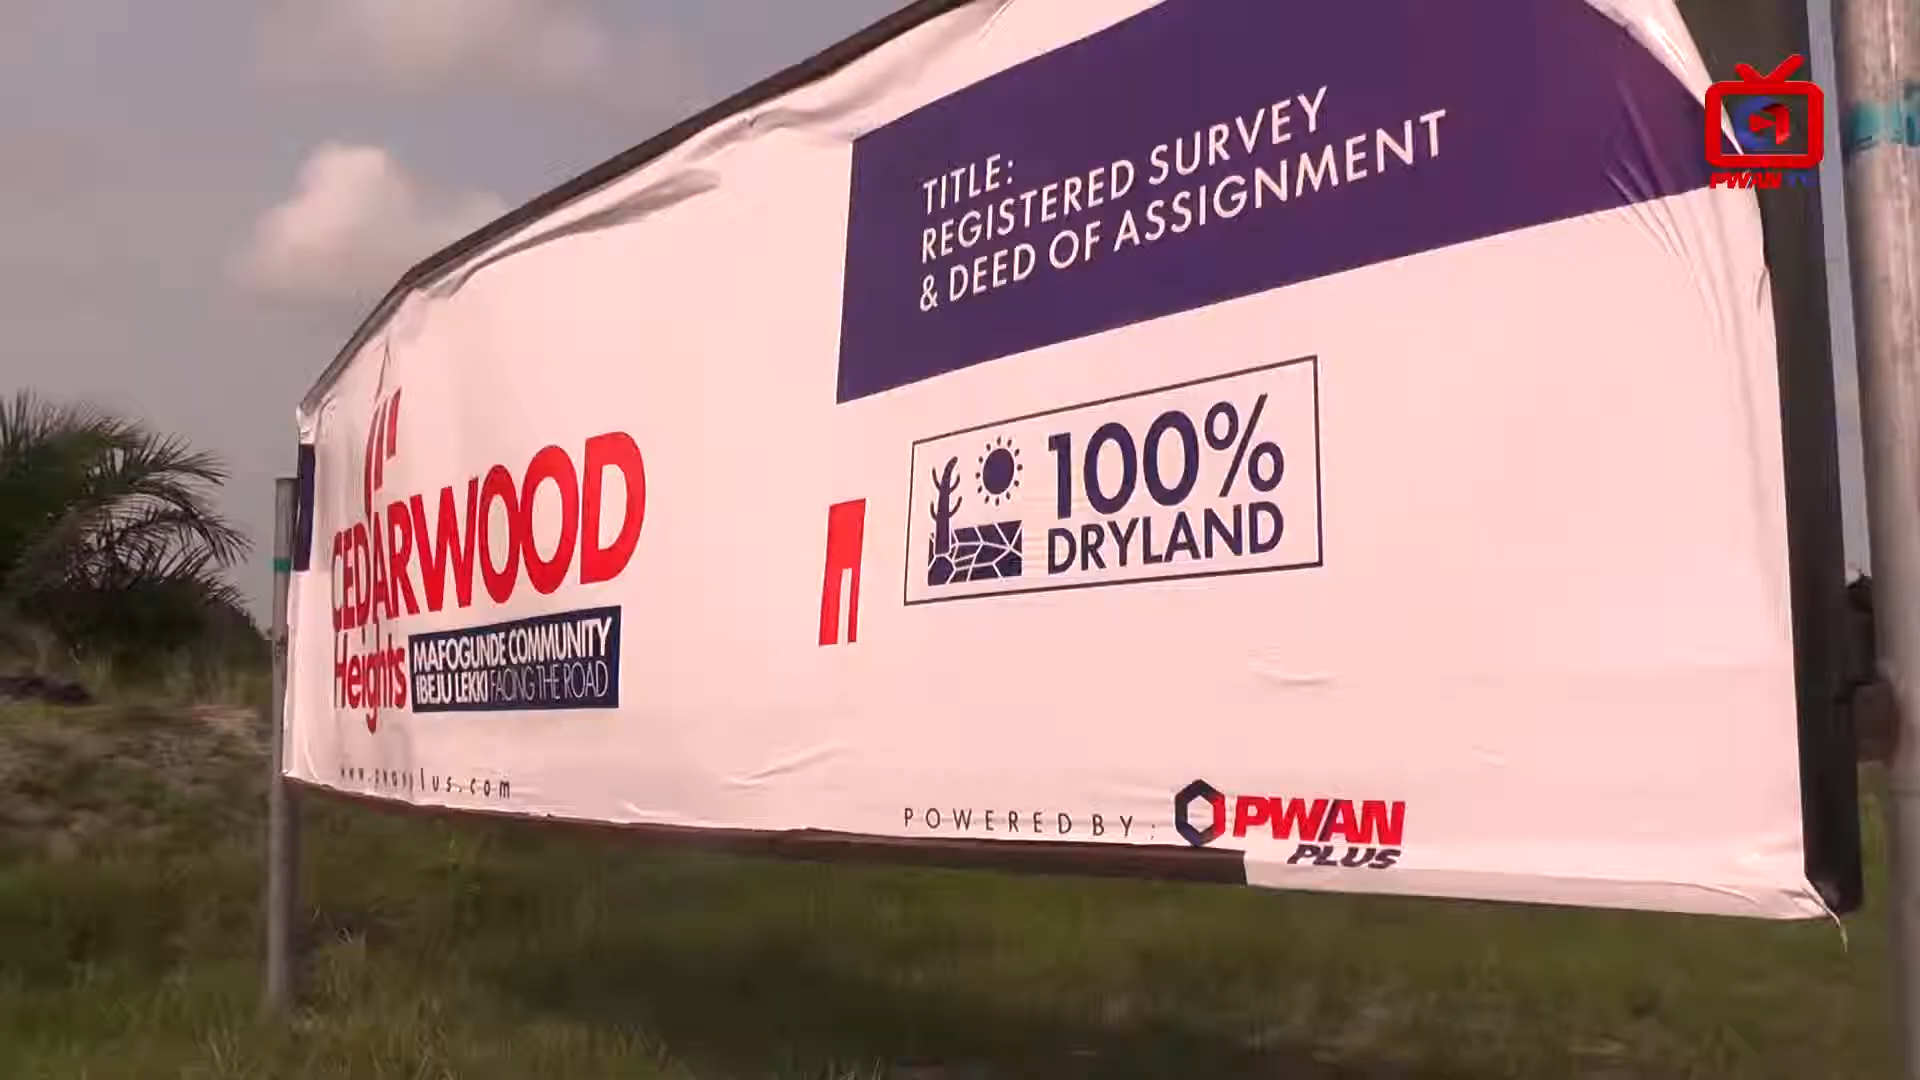 TITLE:
REGISTERED SURVEY
& DEED OF ASSIGNMENT
100%
DRYLAND
CEDARWOOD
Heights
MAFOGUNDE COMMUNITY
IBEJU LEKKI FACING THE ROAD
www.pwanplus.com
POWERED BY:
PWAN
PLUS
PWAN TV